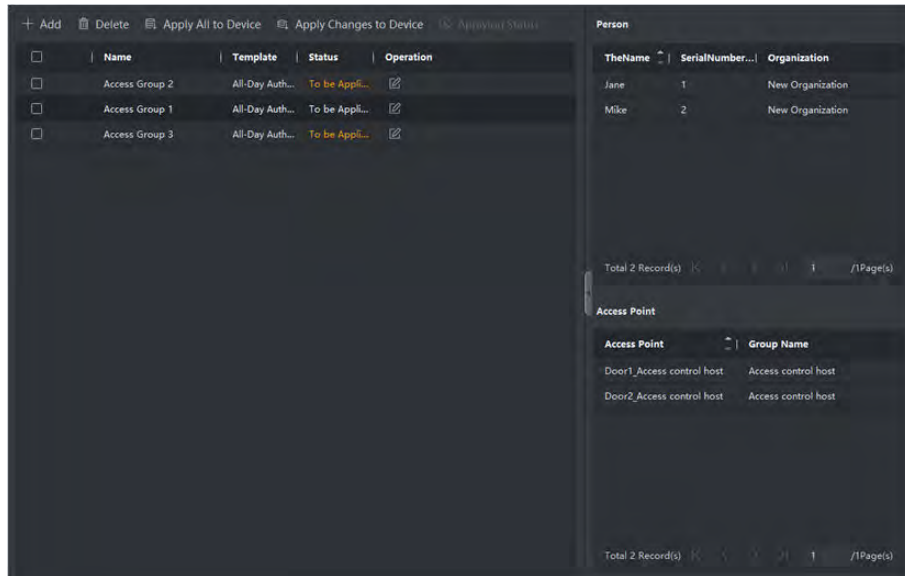 + Add Delete Apply All to Device Apply Changes to Device Applying Status
Name Template Status Operation
Access Group 2 All-Day Auth... To be Appli...
Access Group 1 All-Day Auth... To be Appli...
Access Group 3 All-Day Auth... To be Appli...
Person
TheName SerialNumber... Organization
Jane 1 New Organization
Mike 2 New Organization
Total 2 Record(s) 1 /1Page(s)
Access Point
Access Point Group Name
Door1_Access control host Access control host
Door2_Access control host Access control host
Total 2 Record(s) 1 /1Page(s)